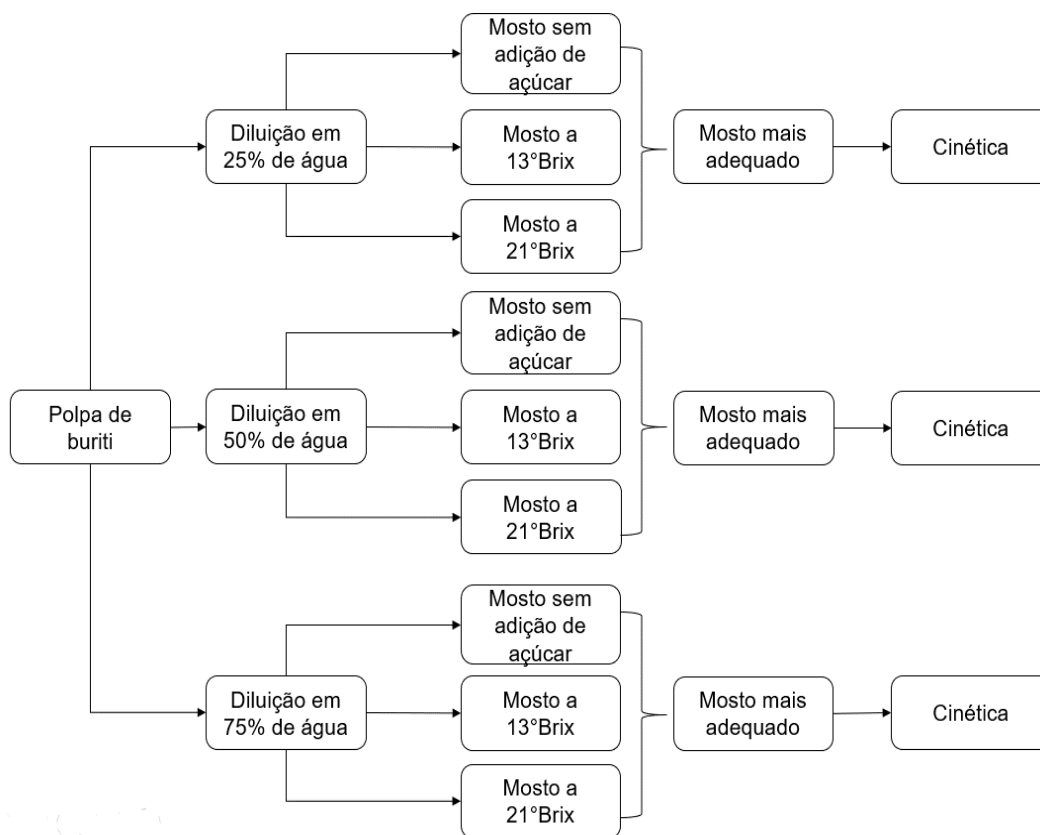 Mosto sem
adição de
açúcar
Diluição em
25% de água
Mosto a
13°Brix
Mosto mais
adequado
Cinética
Mosto a
21°Brix
Mosto sem
adição de
açúcar
Polpa de
buriti
Diluição em
50% de água
Mosto a
13°Brix
Mosto mais
adequado
Cinética
Mosto a
21°Brix
Mosto sem
adição de
açúcar
Diluição em
75% de água
Mosto a
13°Brix
Mosto mais
adequado
Cinética
Mosto a
21°Brix